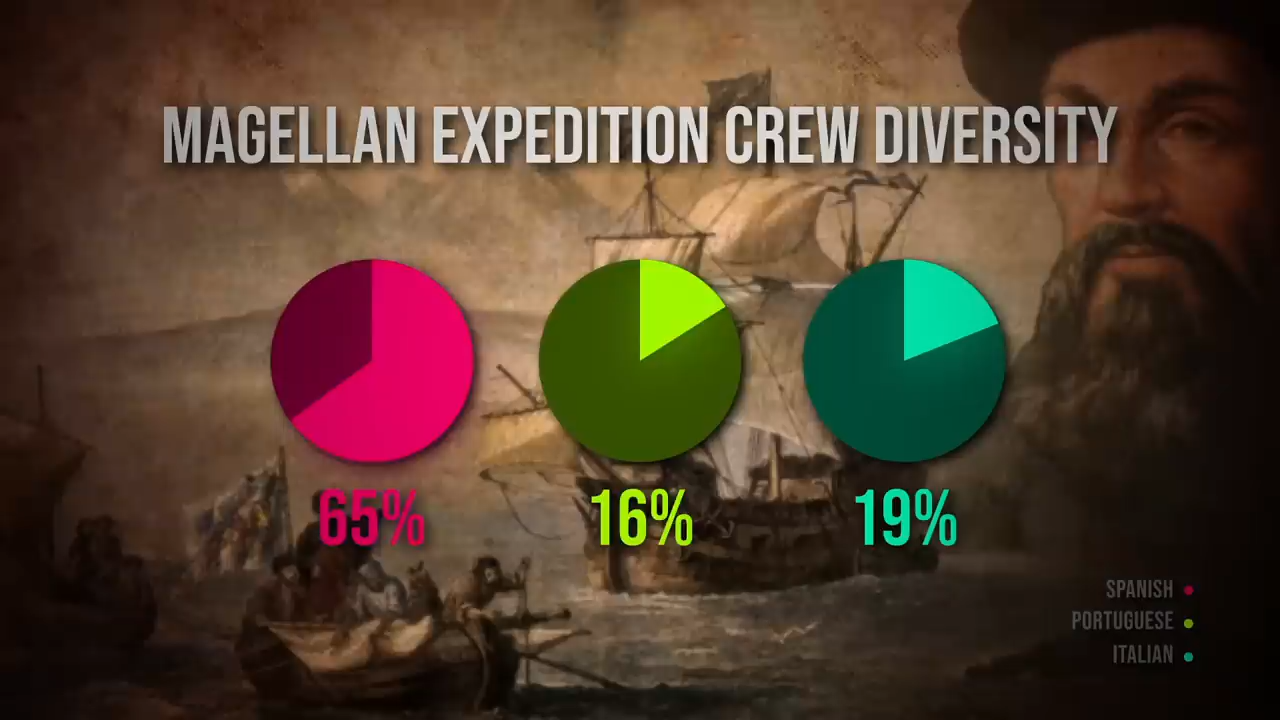 MAGELLAN EXPEDITION CREW DIVERSITY
65%
16%
19%
SPANISH
PORTUGUESE
ITALIAN